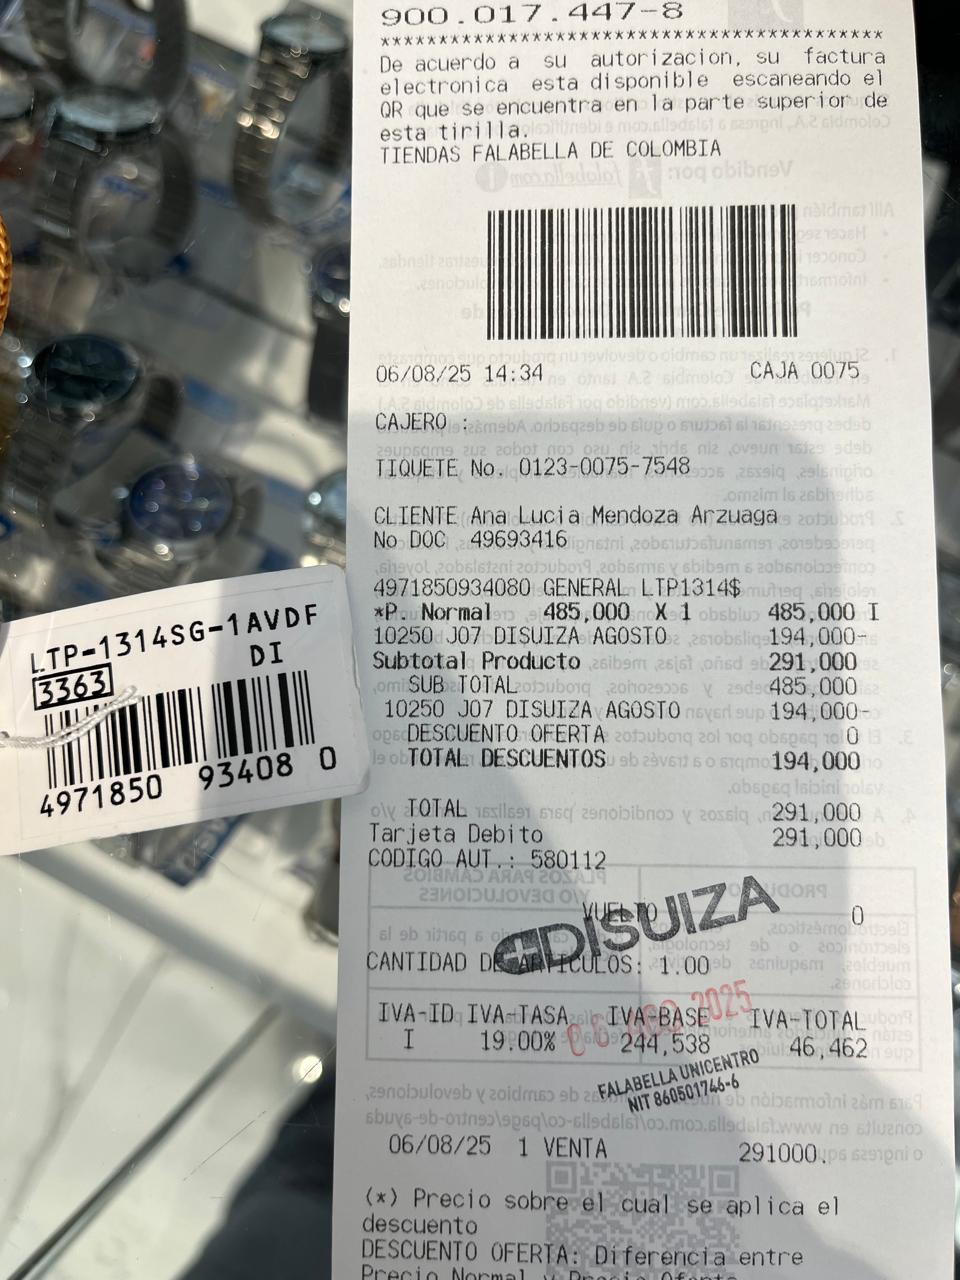 900.017.447-8
******************************************
De acuerdo a su autorizacion, su factura
electronica esta disponible escaneando el
QR que se encuentra en la parte superior de
esta tirilla.
TIENDAS FALABELLA DE COLOMBIA
06/08/25 14:34 CAJA 0075
CAJERO :
TIQUETE No. 0123-0075-7548
CLIENTE Ana Lucia Mendoza Arzuaga
No DOC 49693416
4971850934080 GENERAL LTP1314$
*P. Normal 485,000 X 1 485,000 I
10250 J07 DISUIZA AGOSTO 194,000-
Subtotal Producto 291,000
SUB TOTAL 485,000
10250 J07 DISUIZA AGOSTO 194,000-
DESCUENTO OFERTA 0
TOTAL DESCUENTOS 194,000
TOTAL 291,000
Tarjeta Debito 291,000
CODIGO AUT.: 580112
VUELTO 0
DISUIZA
CANTIDAD DE ARTICULOS: 1.00
IVA-ID IVA-TASA IVA-BASE IVA-TOTAL
I 19.00% 244,538 46,462
06 AGO 2025
FALABELLA UNICENTRO
NIT 860501746-6
06/08/25 1 VENTA 291000.
(*) Precio sobre el cual se aplica el
descuento
DESCUENTO OFERTA: Diferencia entre
Precio Normal y Precio Oferta
LTP-1314SG-1AVDF
DI
3363
4971850 93408 0